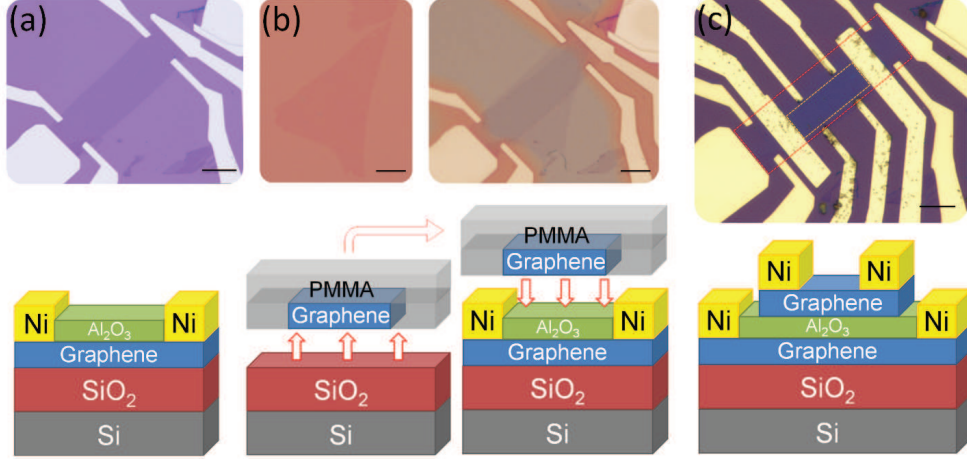 (a)
(b)
(c)
Ni
Al₂O₃
Ni
Graphene
SiO₂
Si
PMMA
Graphene
SiO₂
Si
PMMA
Graphene
Ni
Al₂O₃
Ni
Graphene
SiO₂
Si
Ni
Ni
Graphene
Ni
Al₂O₃
Ni
Graphene
SiO₂
Si